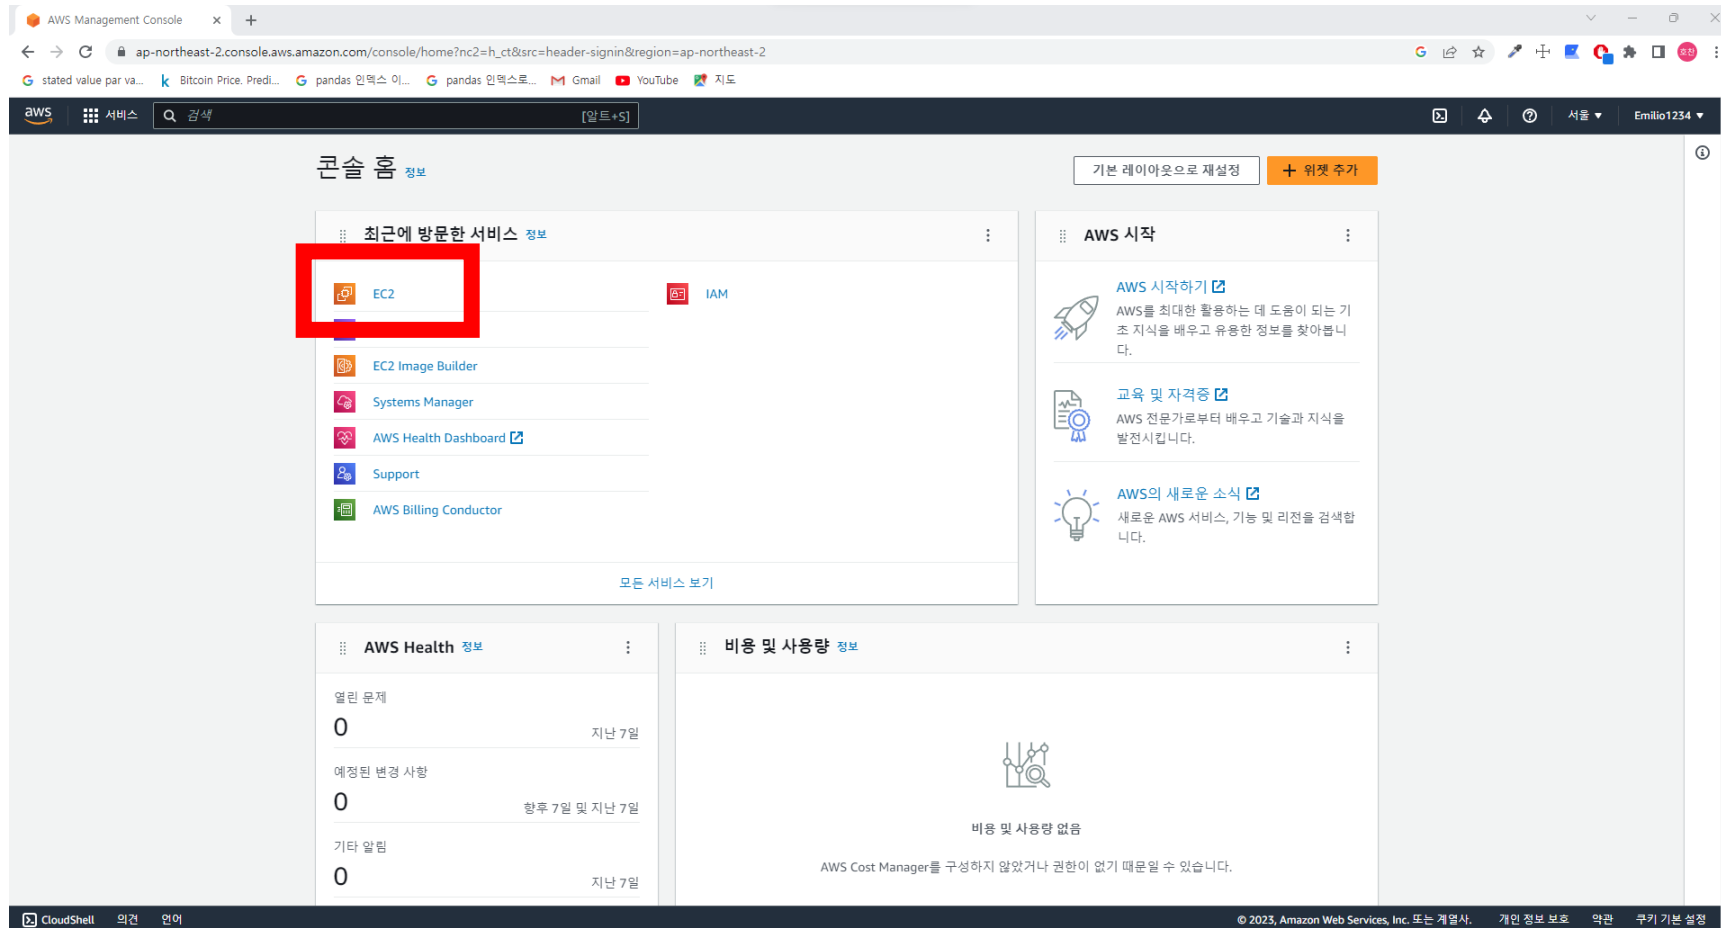 AWS Management Console
ap-northeast-2.console.aws.amazon.com/console/home?nc2=h_ct&src=header-signin&region=ap-northeast-2
호찬
stated value par va...
Bitcoin Price. Predi...
pandas 인덱스 이...
pandas 인덱스로...
Gmail
YouTube
지도
aws
서비스
검색
[알트+S]
서울
Emilio1234
콘솔 홈 정보
기본 레이아웃으로 재설정
위젯 추가
최근에 방문한 서비스 정보
EC2
IAM
EC2 Image Builder
Systems Manager
AWS Health Dashboard
Support
AWS Billing Conductor
모든 서비스 보기
AWS 시작
AWS 시작하기
AWS를 최대한 활용하는 데 도움이 되는 기
초 지식을 배우고 유용한 정보를 찾아봅니
다.
교육 및 자격증
AWS 전문가로부터 배우고 기술과 지식을
발전시킵니다.
AWS의 새로운 소식
새로운 AWS 서비스, 기능 및 리전을 검색합
니다.
AWS Health 정보
열린 문제
0
지난 7일
예정된 변경 사항
0
향후 7일 및 지난 7일
기타 알림
0
지난 7일
비용 및 사용량 정보
비용 및 사용량 없음
AWS Cost Manager를 구성하지 않았거나 권한이 없기 때문일 수 있습니다.
CloudShell
의견
언어
© 2023, Amazon Web Services, Inc. 또는 계열사.
개인 정보 보호
약관
쿠키 기본 설정